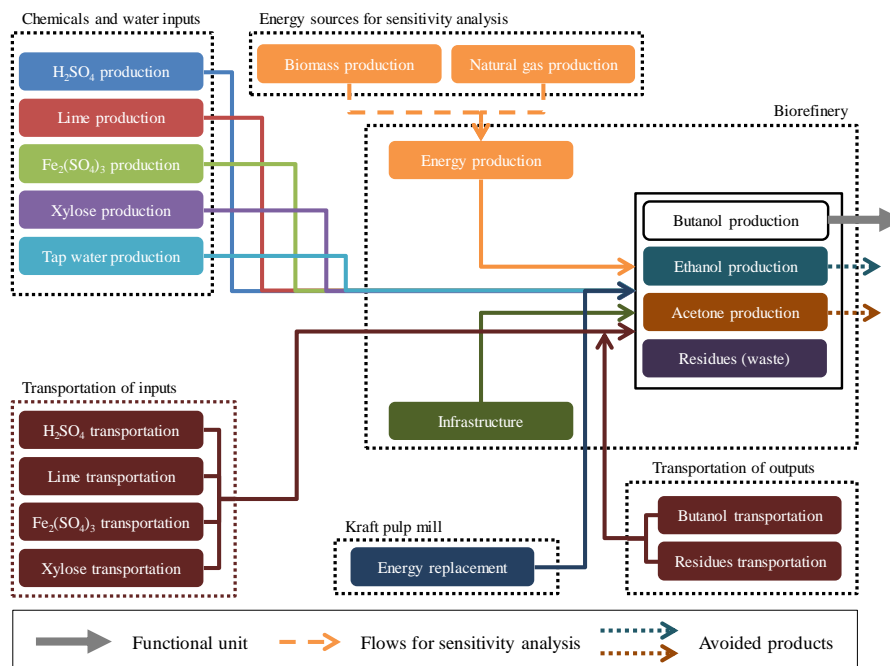 Chemicals and water inputs
H₂SO₄ production
Lime production
Fe₂(SO₄)₃ production
Xylose production
Tap water production
Energy sources for sensitivity analysis
Biomass production
Natural gas production
Biorefinery
Energy production
Butanol production
Ethanol production
Acetone production
Residues (waste)
Infrastructure
Transportation of inputs
H₂SO₄ transportation
Lime transportation
Fe₂(SO₄)₃ transportation
Xylose transportation
Kraft pulp mill
Energy replacement
Transportation of outputs
Butanol transportation
Residues transportation
Functional unit
Flows for sensitivity analysis
Avoided products